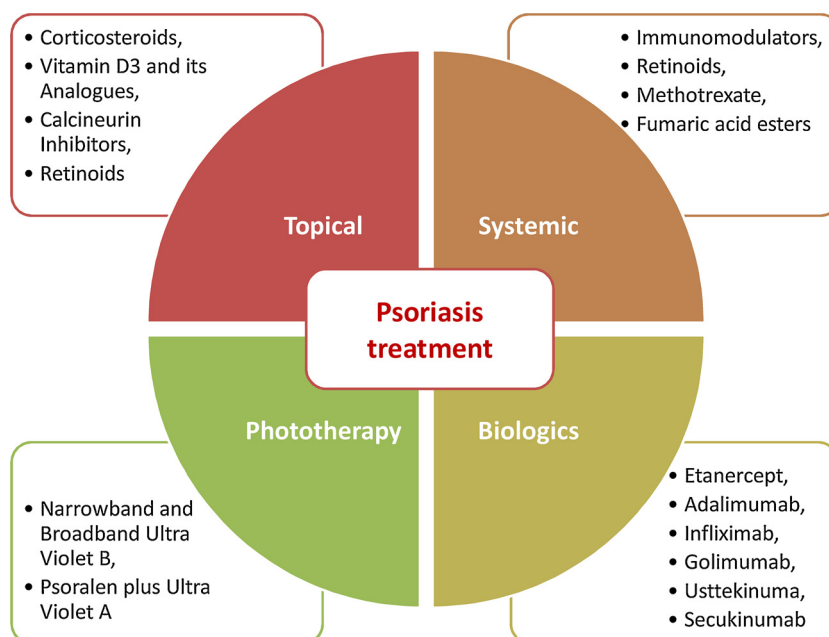 • Corticosteroids,
• Vitamin D3 and its
Analogues,
• Calcineurin
Inhibitors,
• Retinoids
• Immunomodulators,
• Retinoids,
• Methotrexate,
• Fumaric acid esters
Topical
Systemic
Psoriasis
treatment
Phototherapy
Biologics
• Narrowband and
Broadband Ultra
Violet B,
• Psoralen plus Ultra
Violet A
• Etanercept,
• Adalimumab,
• Infliximab,
• Golimumab,
• Usttekinuma,
• Secukinumab